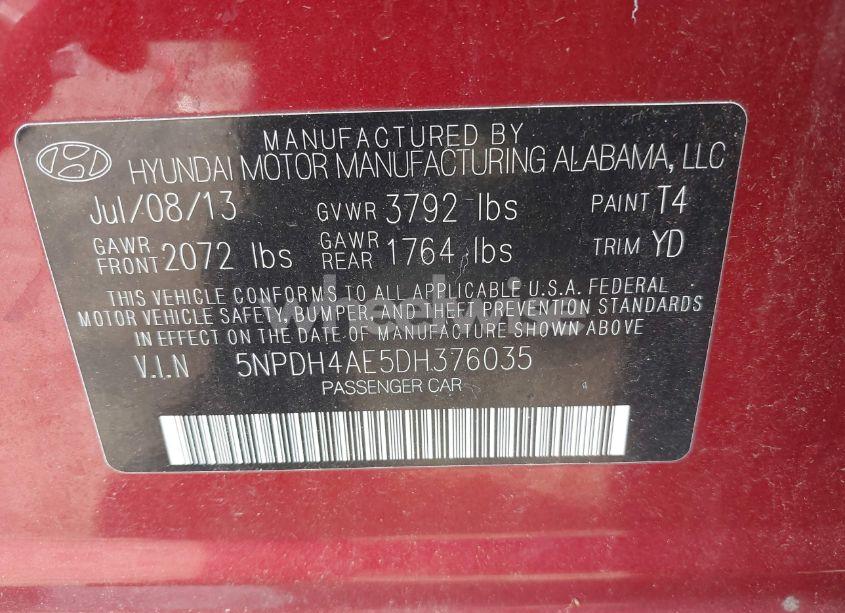 MANUFACTURED BY
HYUNDAI MOTOR MANUFACTURING ALABAMA, LLC
Jul/08/13 GVWR 3792 lbs PAINT T4
GAWR FRONT 2072 lbs GAWR REAR 1764 lbs TRIM YD
THIS VEHICLE CONFORMS TO ALL APPLICABLE U.S.A. FEDERAL
MOTOR VEHICLE SAFETY, BUMPER, AND THEFT PREVENTION STANDARDS
IN EFFECT ON THE DATE OF MANUFACTURE SHOWN ABOVE
V.I.N 5NPDH4AE5DH376035
PASSENGER CAR